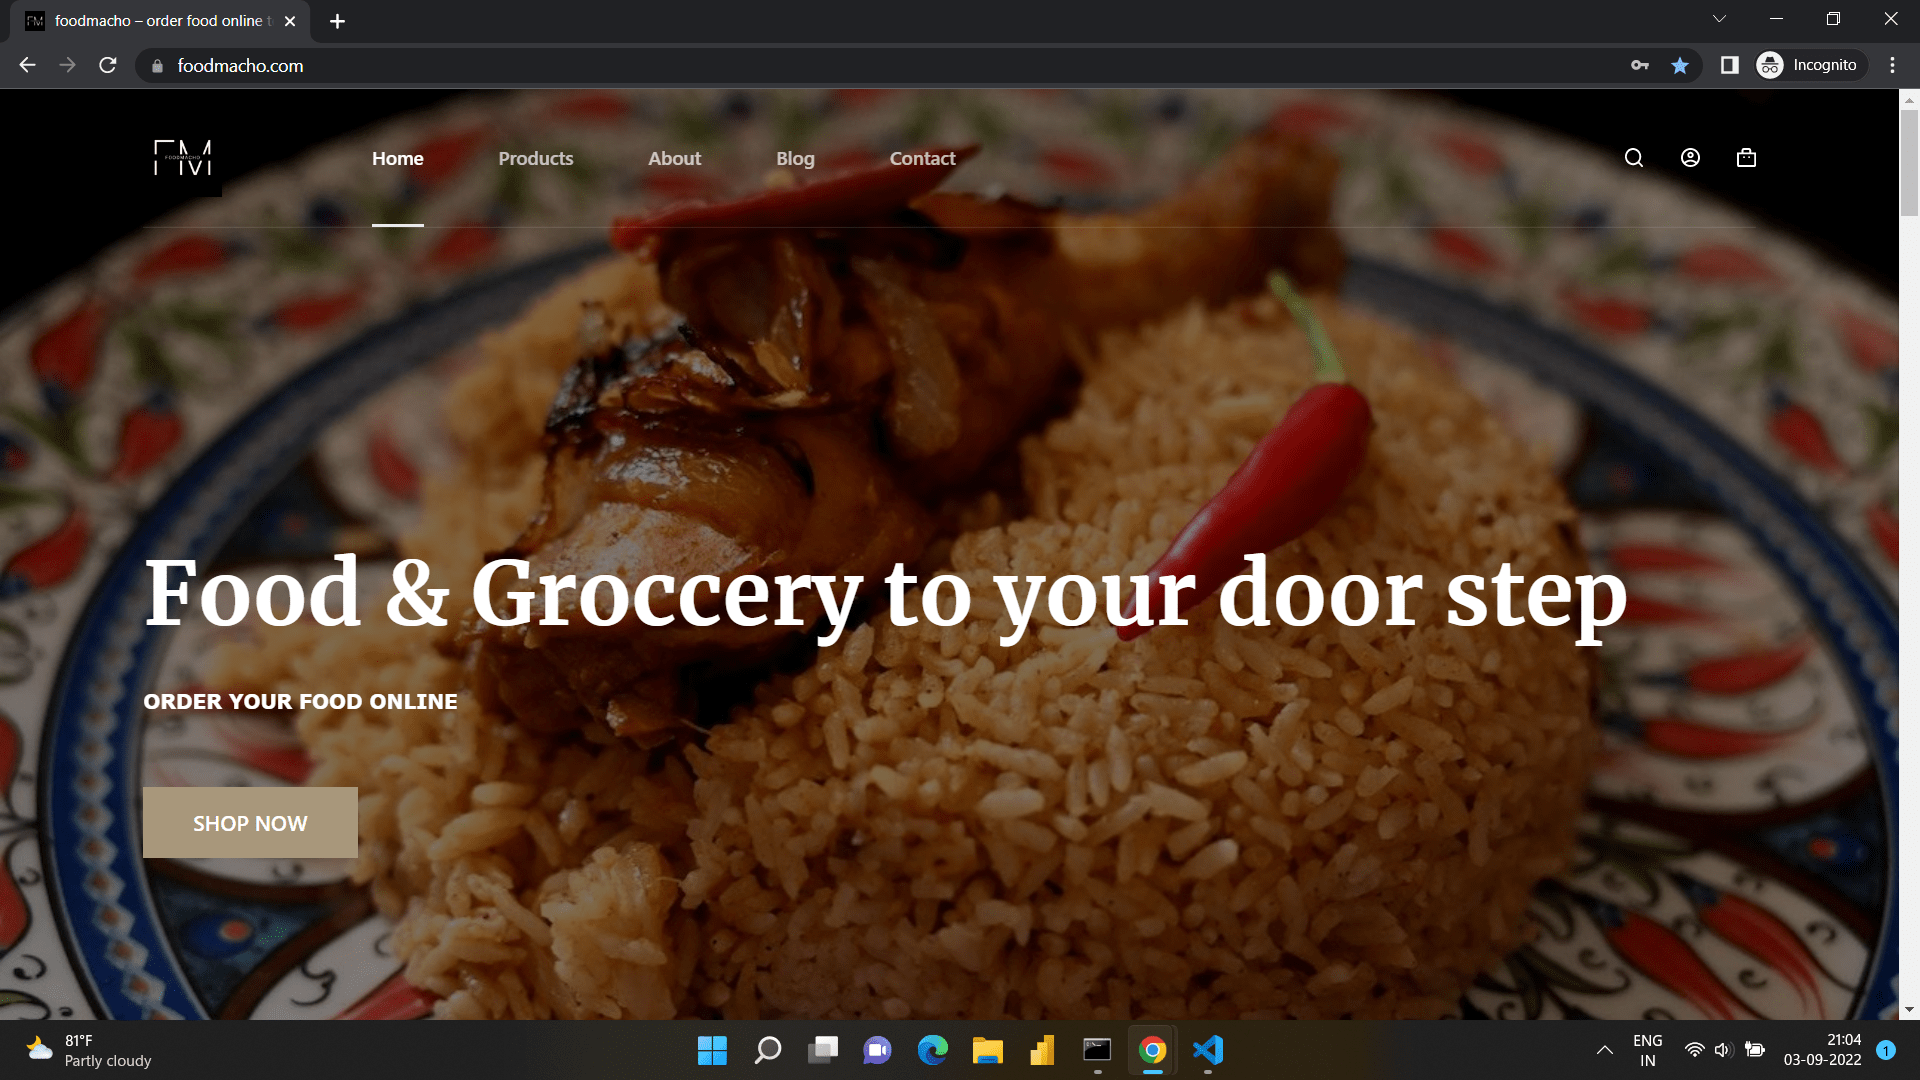 foodmacho – order food online t
foodmacho.com
Incognito
FM
FOODMACHO
Home
Products
About
Blog
Contact
Food & Groccery to your door step
ORDER YOUR FOOD ONLINE
SHOP NOW
81°F
Partly cloudy
ENG
IN
21:04
03-09-2022
1